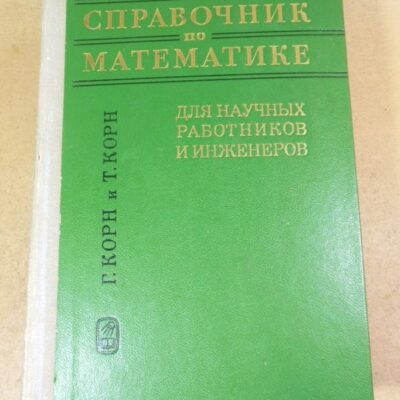 СПРАВОЧНИК
ПО
МАТЕМАТИКЕ
ДЛЯ НАУЧНЫХ
РАБОТНИКОВ
И ИНЖЕНЕРОВ
Г. КОРН и Т. КОРН